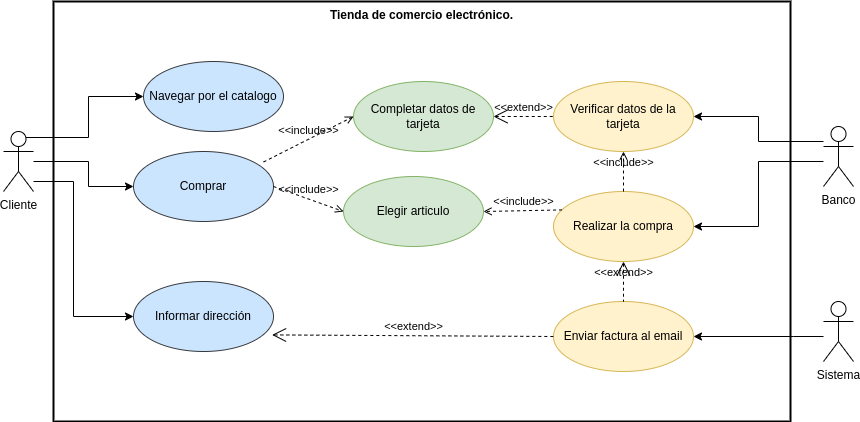 Tienda de comercio electrónico.
Navegar por el catalogo
Completar datos de
tarjeta
<<extend>>
Verificar datos de la
tarjeta
<<include>>
Cliente
Comprar
<<include>>
<<include>>
Banco
Elegir articulo
<<include>>
Realizar la compra
<<extend>>
Informar dirección
<<extend>>
Enviar factura al email
Sistema